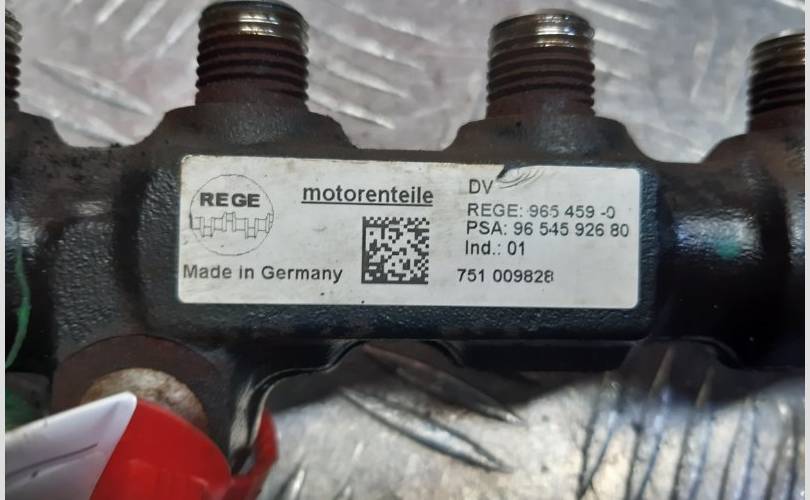 REGE
Made in Germany
motorenteile
DV
REGE: 965 459 -0
PSA: 96 545 926 80
Ind.: 01
751 009828